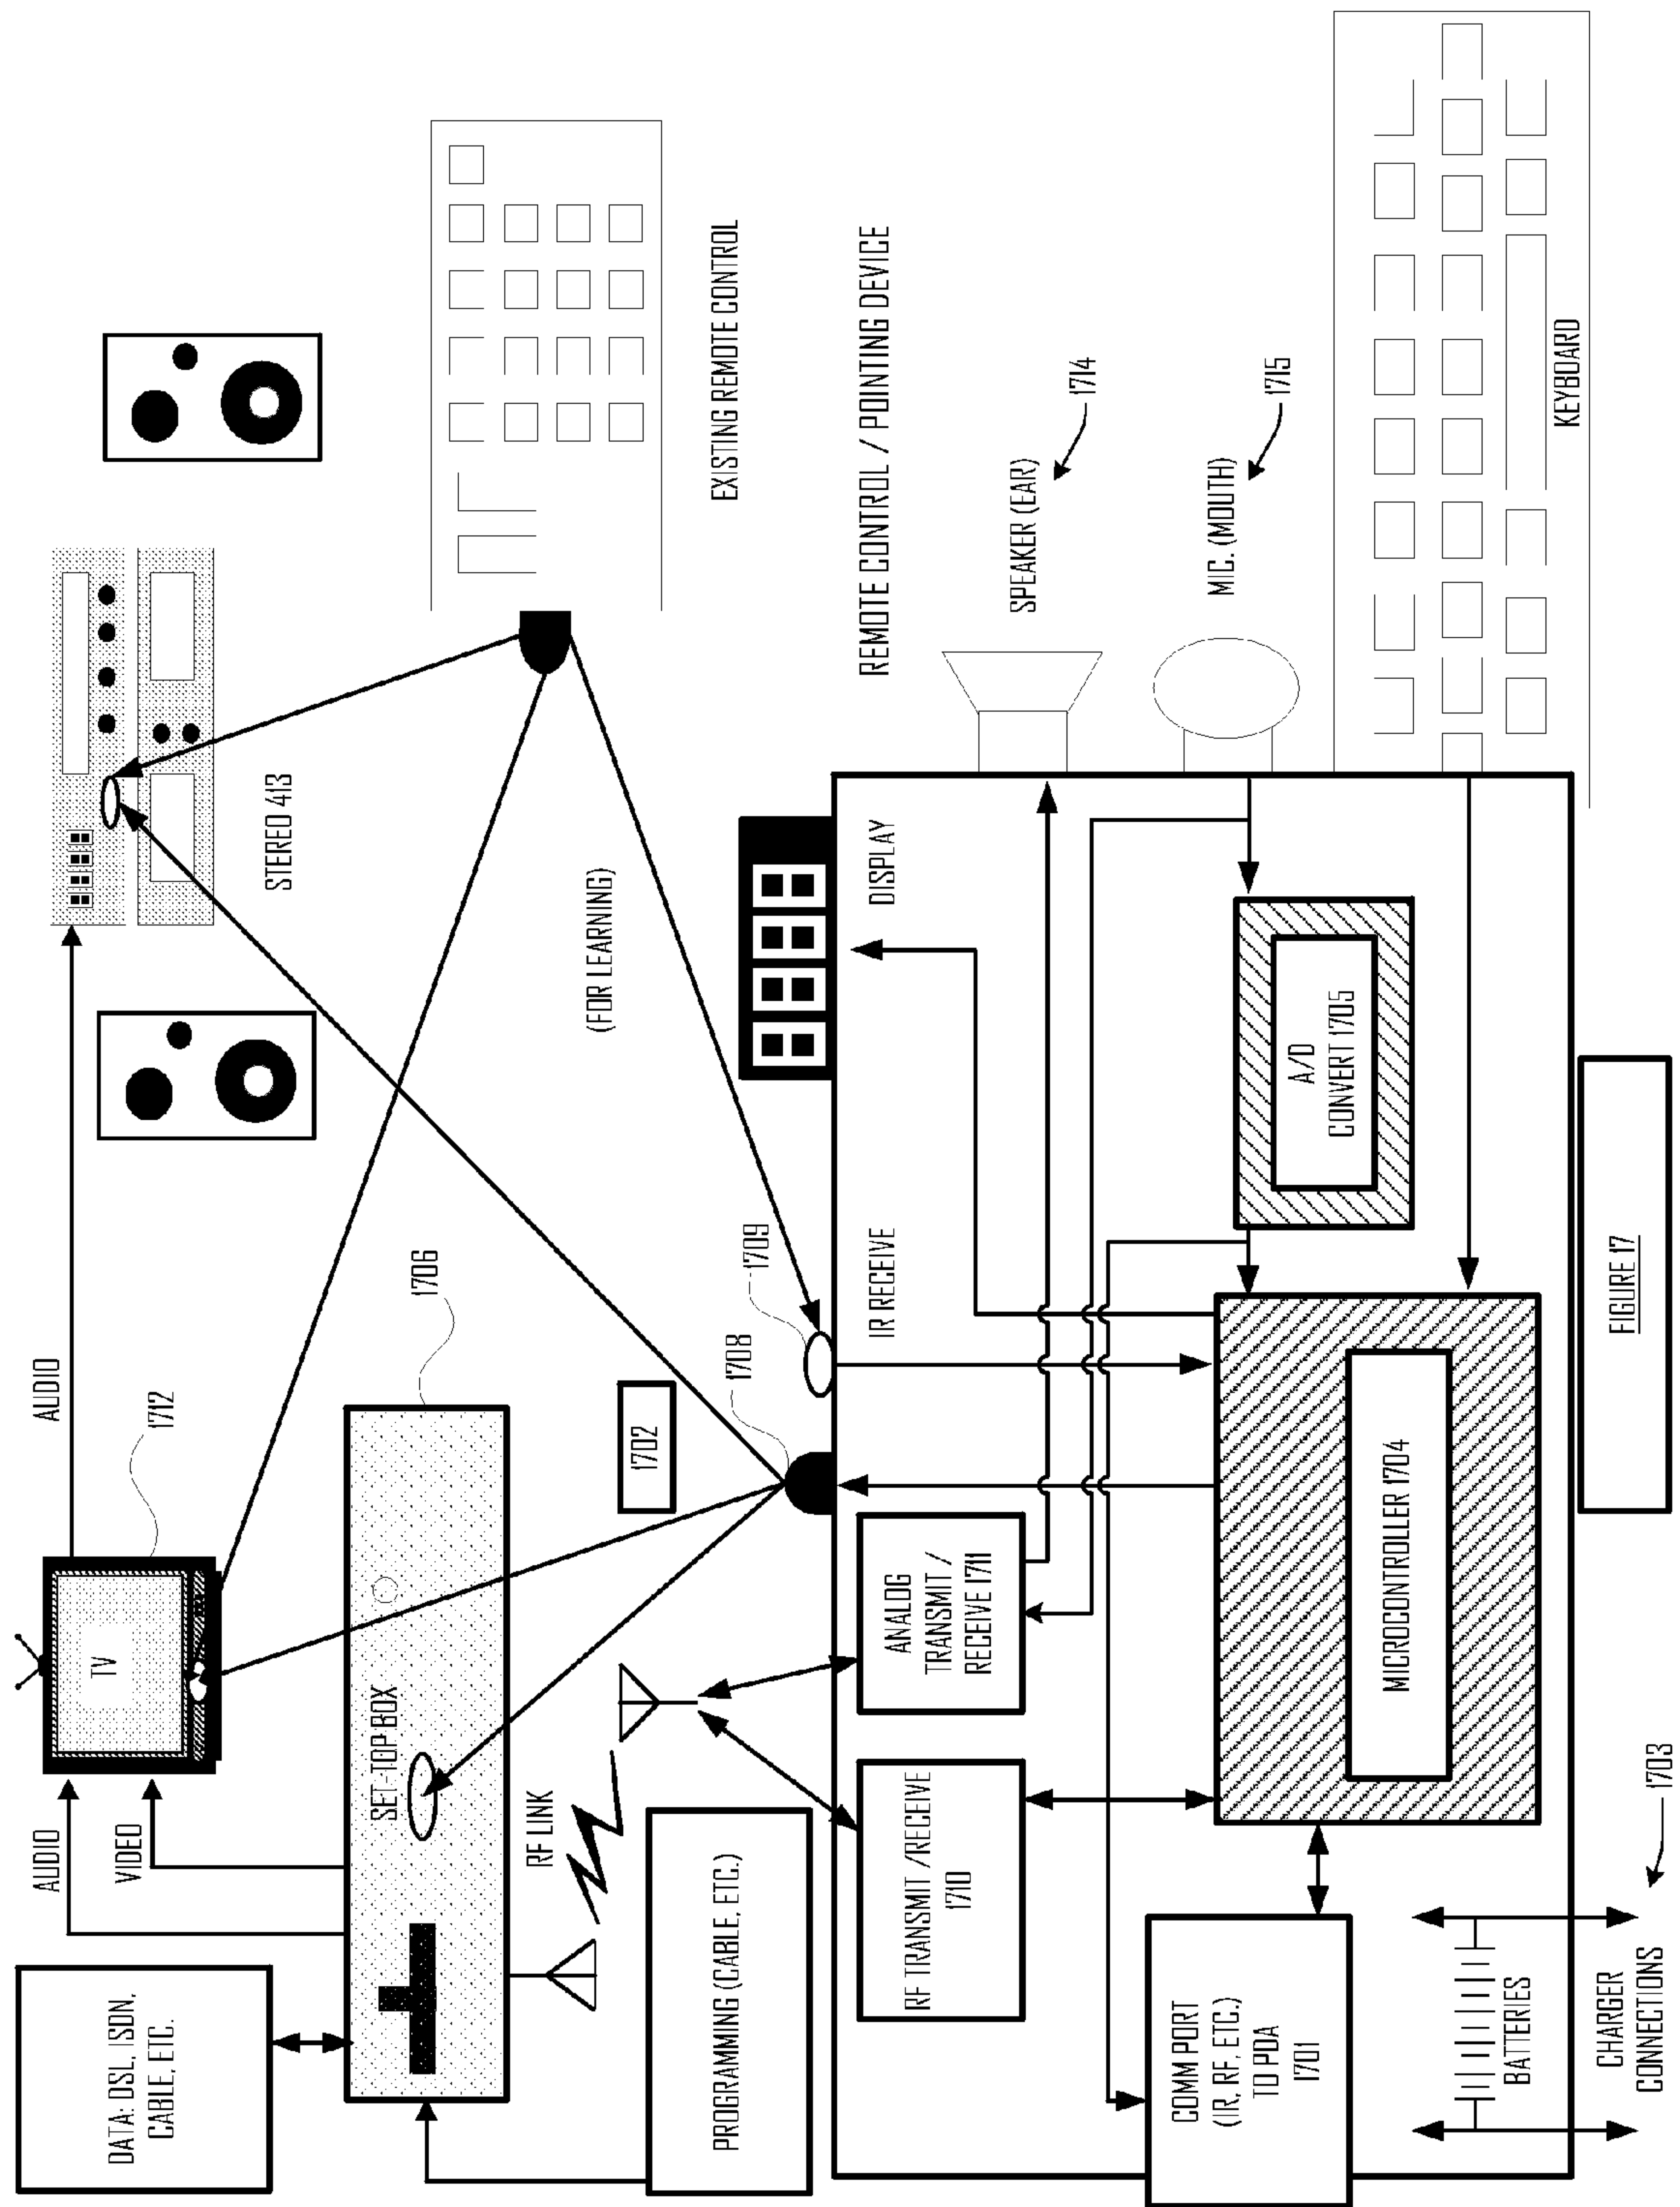 DATA: DSL, ISDN,
CABLE, ETC.
AUDIO
VIDEO
TV
1712
AUDIO
STEREO 413
SET-TOP BOX
1706
RF LINK
PROGRAMMING (CABLE, ETC.)
1702
1708
1709
(FOR LEARNING)
EXISTING REMOTE CONTROL
REMOTE CONTROL / POINTING DEVICE
IR RECEIVE
DISPLAY
RF TRANSMIT /RECEIVE
1710
ANALOG
TRANSMIT /
RECEIVE 1711
SPEAKER (EAR)
1714
MIC. (MOUTH)
1715
COMM PORT
(IR, RF, ETC.)
TO PDA
1701
MICROCONTROLLER 1704
A/D
CONVERT 1705
KEYBOARD
BATTERIES
CHARGER
CONNECTIONS
1703
FIGURE 17